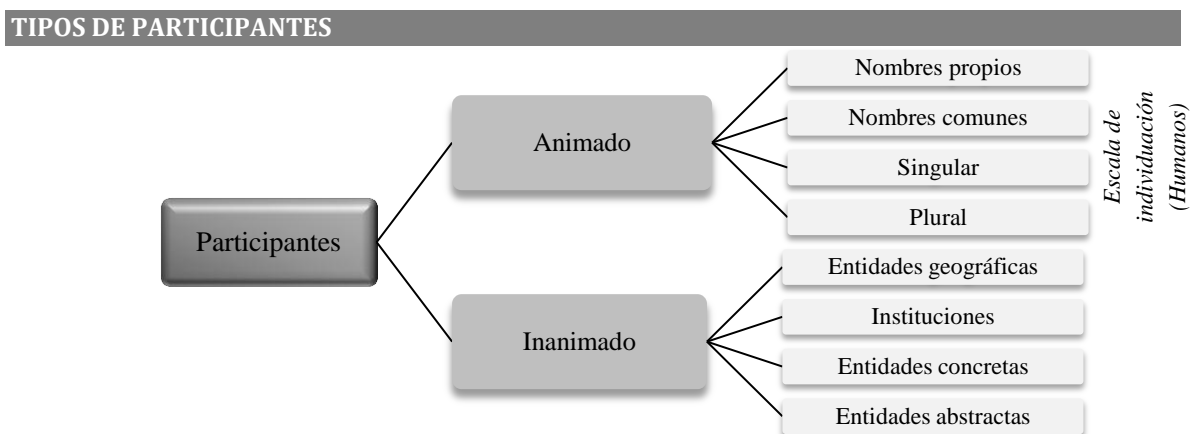 TIPOS DE PARTICIPANTES
Participantes
Animado
Nombres propios
Nombres comunes
Singular
Plural
Escala de
individuación
(Humanos)
Inanimado
Entidades geográficas
Instituciones
Entidades concretas
Entidades abstractas